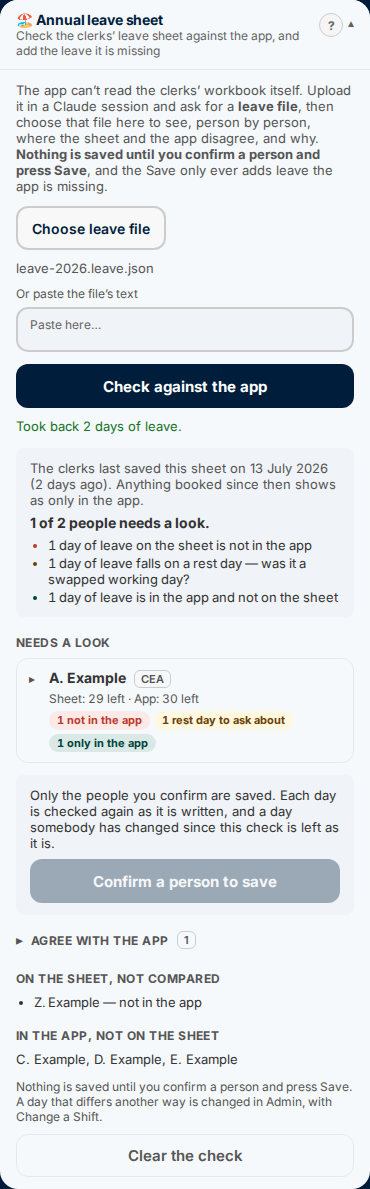 🏖️ Annual leave sheet
Check the clerks’ leave sheet against the app, and
add the leave it is missing
? ▲
The app can’t read the clerks’ workbook itself. Upload
it in a Claude session and ask for a leave file, then
choose that file here to see, person by person,
where the sheet and the app disagree, and why.
Nothing is saved until you confirm a person and
press Save, and the Save only ever adds leave the
app is missing.
Choose leave file
leave-2026.leave.json
Or paste the file’s text
Paste here…
Check against the app
Took back 2 days of leave.
The clerks last saved this sheet on 13 July 2026
(2 days ago). Anything booked since then shows
as only in the app.
1 of 2 people needs a look.
• 1 day of leave on the sheet is not in the app
• 1 day of leave falls on a rest day — was it a
swapped working day?
• 1 day of leave is in the app and not on the sheet
NEEDS A LOOK
▸ A. Example CEA
Sheet: 29 left · App: 30 left
1 not in the app 1 rest day to ask about
1 only in the app
Only the people you confirm are saved. Each day
is checked again as it is written, and a day
somebody has changed since this check is left as
it is.
Confirm a person to save
▸ AGREE WITH THE APP 1
ON THE SHEET, NOT COMPARED
• Z. Example — not in the app
IN THE APP, NOT ON THE SHEET
C. Example, D. Example, E. Example
Nothing is saved until you confirm a person and press Save.
A day that differs another way is changed in Admin, with
Change a Shift.
Clear the check